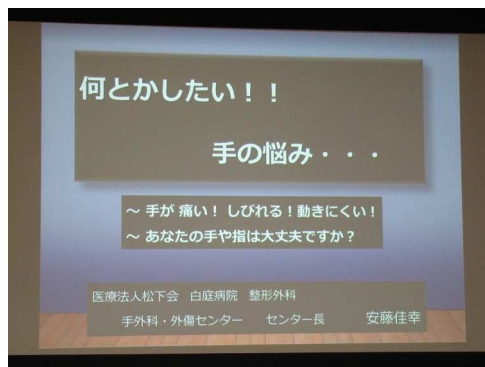 何とかしたい！！
手の悩み・・・
～ 手が 痛い！ しびれる！動きにくい！
～ あなたの手や指は大丈夫ですか？
医療法人松下会　白庭病院　整形外科
手外科・外傷センター　　センター長　　　安藤佳幸